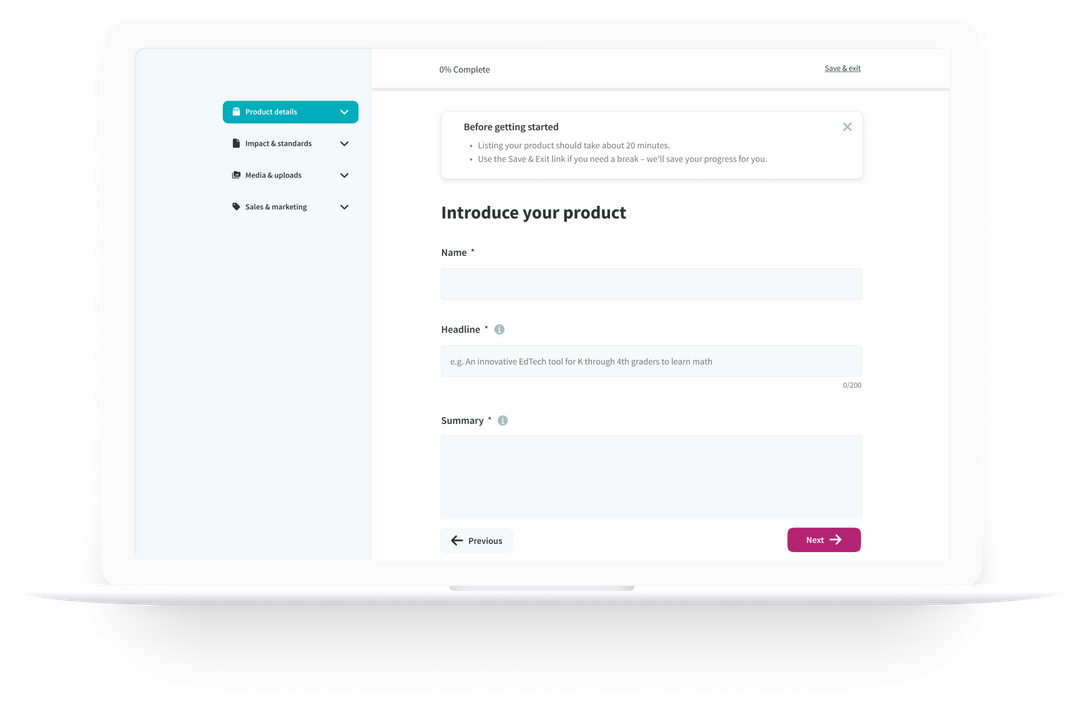 0% Complete
Save & exit
Product details
Impact & standards
Media & uploads
Sales & marketing
Before getting started
• Listing your product should take about 20 minutes.
• Use the Save & Exit link if you need a break – we'll save your progress for you.
Introduce your product
Name *
Headline * i
e.g. An innovative EdTech tool for K through 4th graders to learn math
0/200
Summary * i
Previous
Next